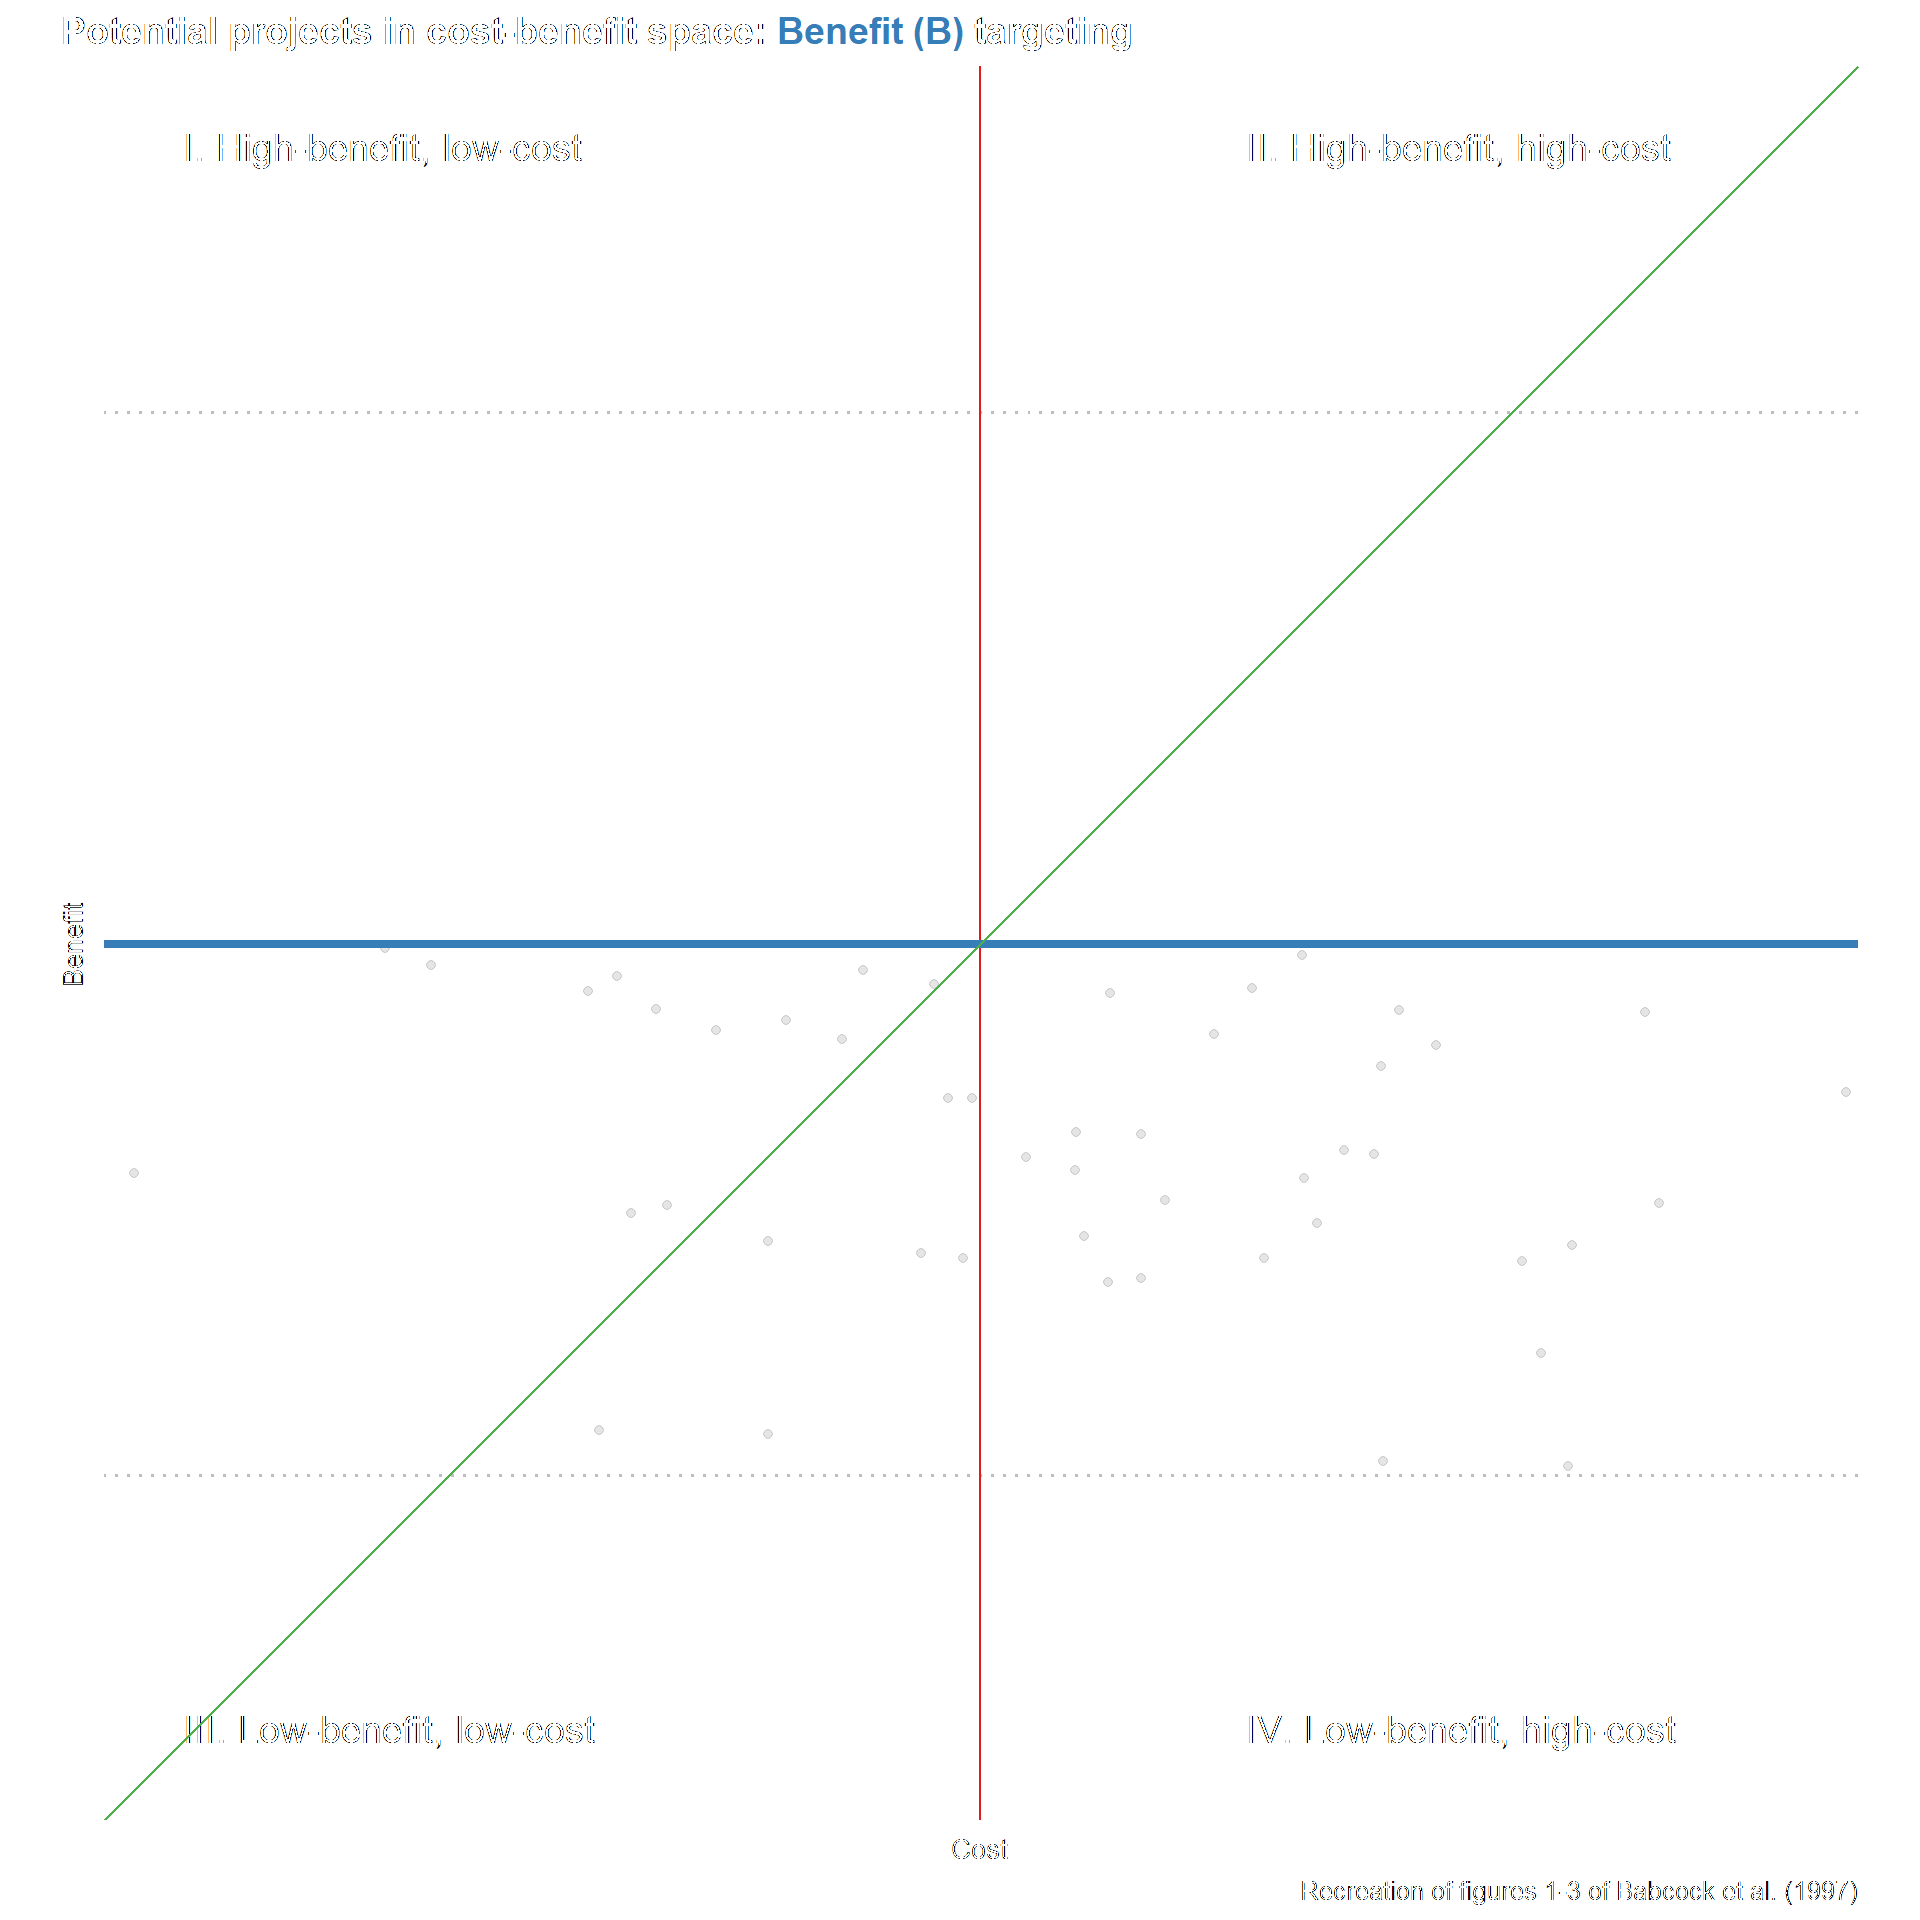 Potential projects in cost-benefit space: Benefit (B) targeting
I. High-benefit, low-cost
II. High-benefit, high-cost
Benefit
III. Low-benefit, low-cost
IV. Low-benefit, high-cost
Cost
Recreation of figures 1-3 of Babcock et al. (1997)